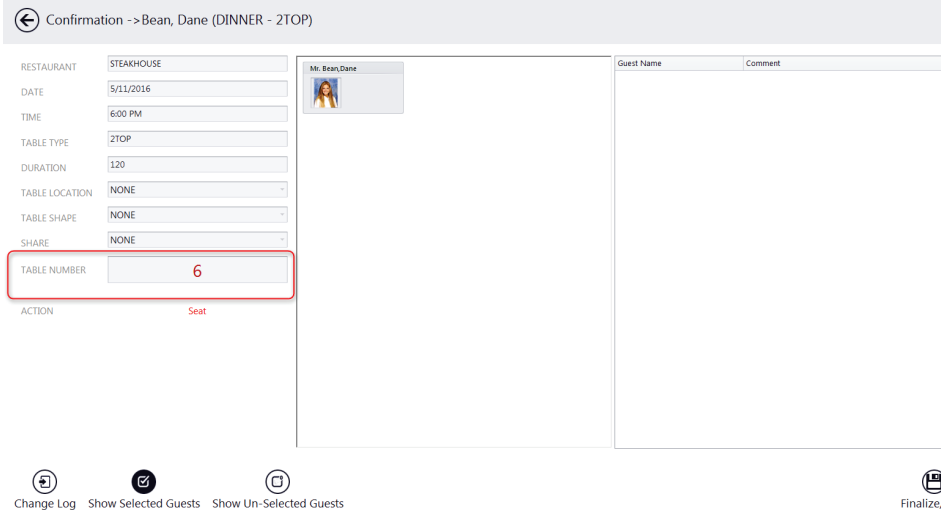 Confirmation ->Bean, Dane (DINNER - 2TOP)
RESTAURANT STEAKHOUSE
DATE 5/11/2016
TIME 6:00 PM
TABLE TYPE 2TOP
DURATION 120
TABLE LOCATION NONE
TABLE SHAPE NONE
SHARE NONE
TABLE NUMBER 6
ACTION Seat
Mr. Bean,Dane
Guest Name Comment
Change Log Show Selected Guests Show Un-Selected Guests Finalize,